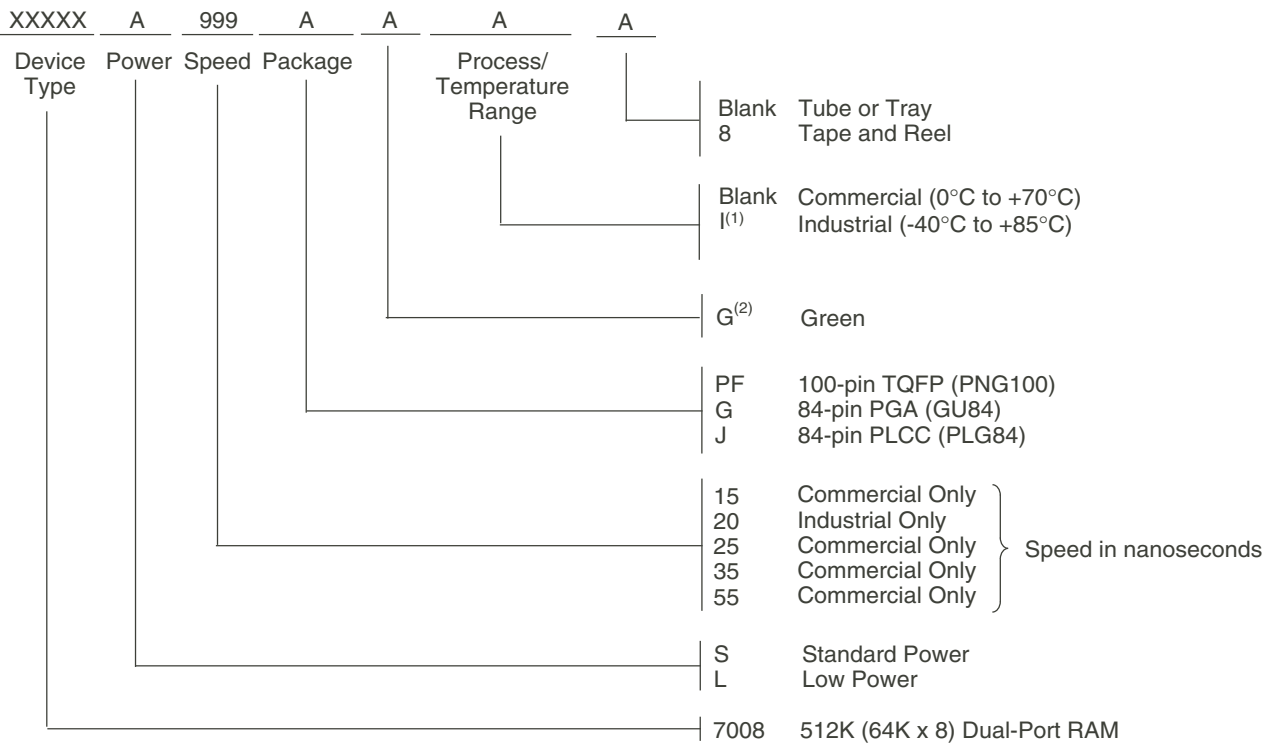 XXXXX A 999 A A A A
Device Type Power Speed Package Process/ Temperature Range
Blank Tube or Tray
8 Tape and Reel
Blank Commercial (0°C to +70°C)
I(1) Industrial (-40°C to +85°C)
G(2) Green
PF 100-pin TQFP (PNG100)
G 84-pin PGA (GU84)
J 84-pin PLCC (PLG84)
15 Commercial Only
20 Industrial Only
25 Commercial Only
35 Commercial Only
55 Commercial Only
Speed in nanoseconds
S Standard Power
L Low Power
7008 512K (64K x 8) Dual-Port RAM